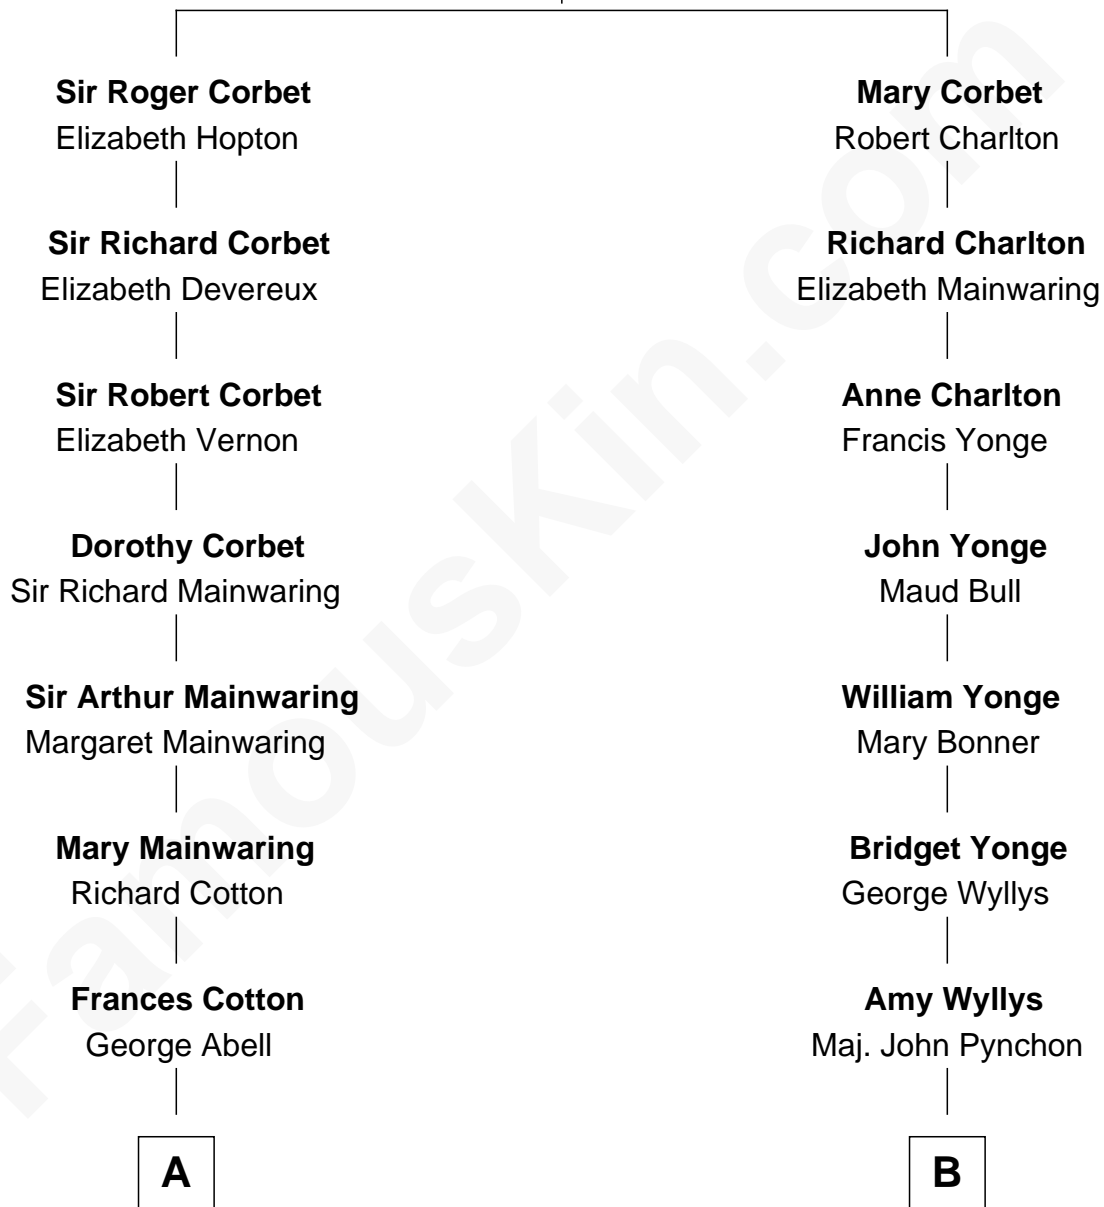 Sir Roger Corbet
Elizabeth Hopton
Sir Richard Corbet
Elizabeth Devereux
Sir Robert Corbet
Elizabeth Vernon
Dorothy Corbet
Sir Richard Mainwaring
Sir Arthur Mainwaring
Margaret Mainwaring
Mary Mainwaring
Richard Cotton
Frances Cotton
George Abell
A
Mary Corbet
Robert Charlton
Richard Charlton
Elizabeth Mainwaring
Anne Charlton
Francis Yonge
John Yonge
Maud Bull
William Yonge
Mary Bonner
Bridget Yonge
George Wyllys
Amy Wyllys
Maj. John Pynchon
B
FamousKin.com